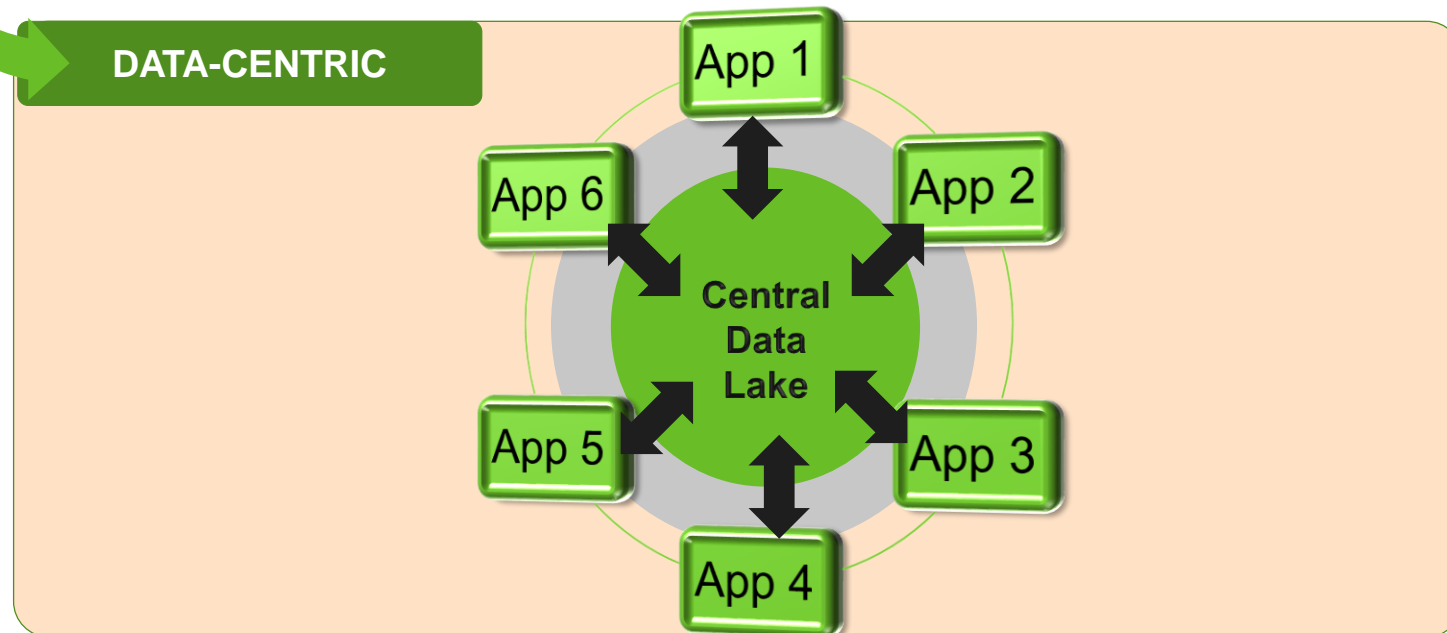 DATA-CENTRIC
App 1
App 6
App 2
Central
Data
Lake
App 5
App 3
App 4